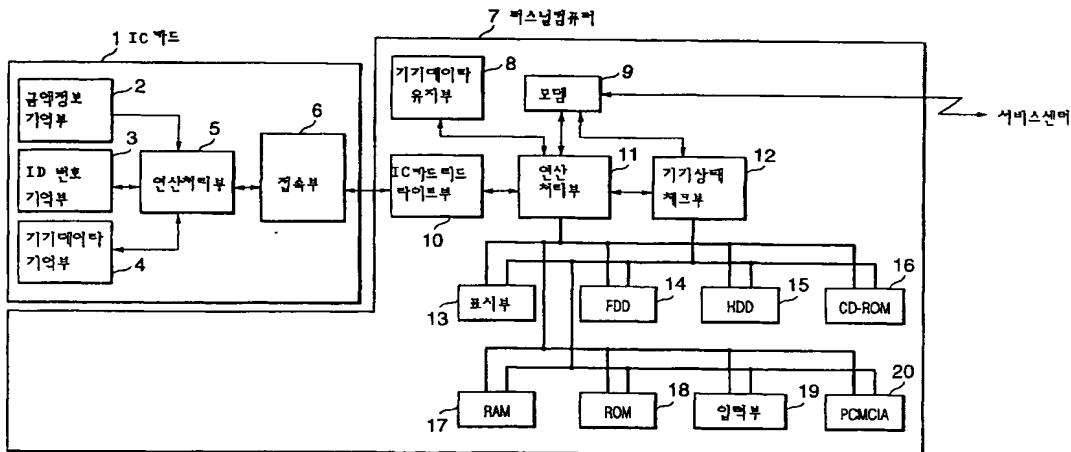 1 IC 카드
금액정보
기억부
2
ID 번호
기억부
3
기기데이타
기억부
4
연산처리부
5
접속부
6
7 퍼스널컴퓨터
기기데이타
유지부
8
모뎀
9
서비스센터
IC카드 리드
라이트부
10
연산
처리부
11
기기상태
체크부
12
표시부
13
FDD
14
HDD
15
CD-ROM
16
RAM
17
ROM
18
입력부
19
PCMCIA
20